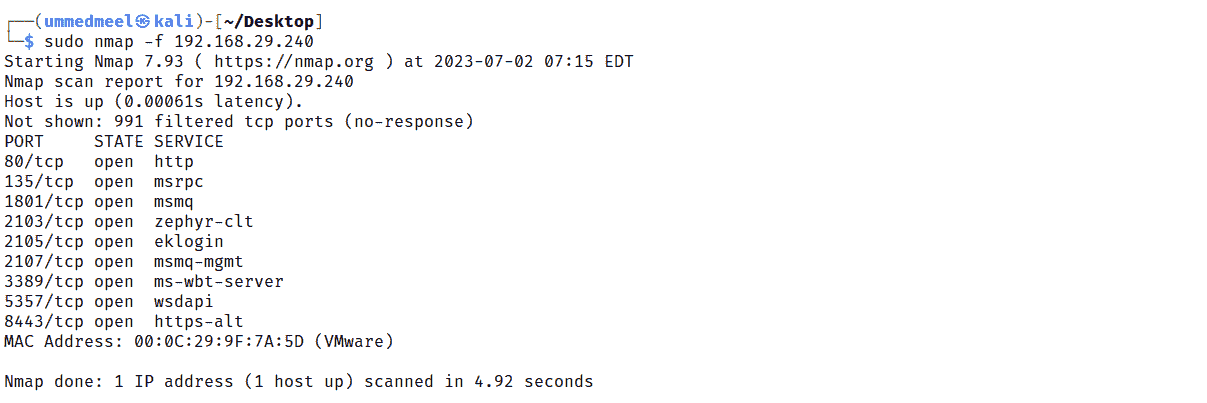 ┌──(ummedmeel㉿kali)-[~/Desktop]
└─$ sudo nmap -f 192.168.29.240
Starting Nmap 7.93 ( https://nmap.org ) at 2023-07-02 07:15 EDT
Nmap scan report for 192.168.29.240
Host is up (0.00061s latency).
Not shown: 991 filtered tcp ports (no-response)
PORT     STATE SERVICE
80/tcp   open  http
135/tcp  open  msrpc
1801/tcp open  msmq
2103/tcp open  zephyr-clt
2105/tcp open  eklogin
2107/tcp open  msmq-mgmt
3389/tcp open  ms-wbt-server
5357/tcp open  wsdapi
8443/tcp open  https-alt
MAC Address: 00:0C:29:9F:7A:5D (VMware)

Nmap done: 1 IP address (1 host up) scanned in 4.92 seconds